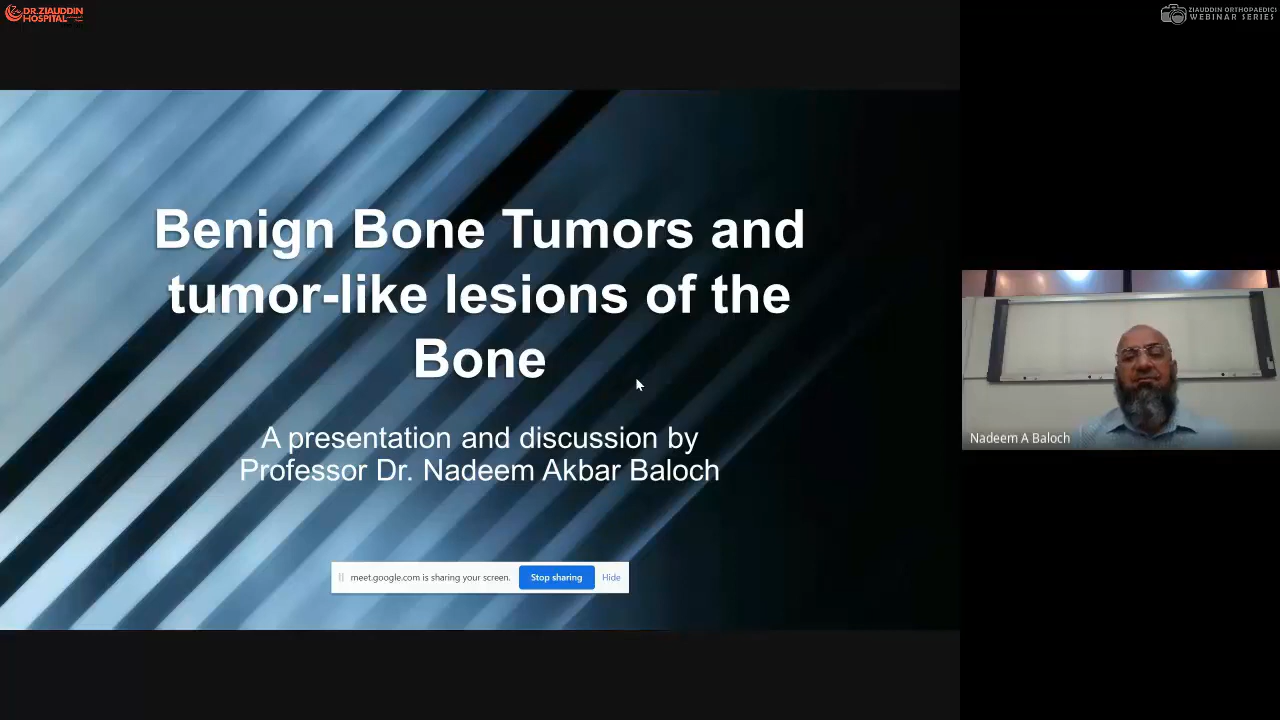 DR.ZIAUDDIN
HOSPITAL
ZIAUDDIN ORTHOPAEDICS
WEBINAR SERIES
Benign Bone Tumors and
tumor-like lesions of the
Bone
A presentation and discussion by
Professor Dr. Nadeem Akbar Baloch
meet.google.com is sharing your screen.
Stop sharing
Hide
Nadeem A Baloch